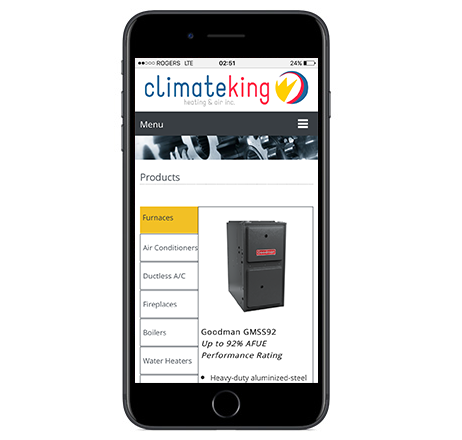 ROGERS LTE 02:51 24%
climateking
heating & air inc.
Menu
Products
Furnaces
Air Conditioners
Ductless A/C
Fireplaces
Boilers
Water Heaters
Goodman
Goodman GMSS92
Up to 92% AFUE
Performance Rating
• Heavy-duty aluminized-steel